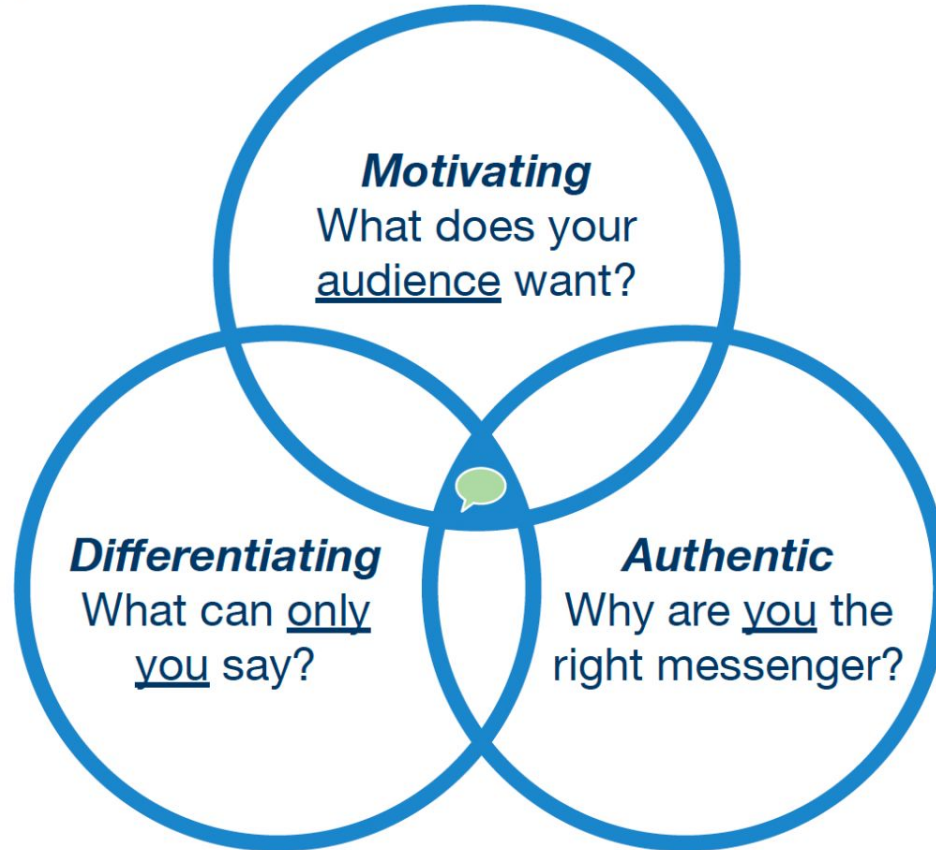 Motivating
What does your
audience want?
Differentiating
What can only
you say?
Authentic
Why are you the
right messenger?